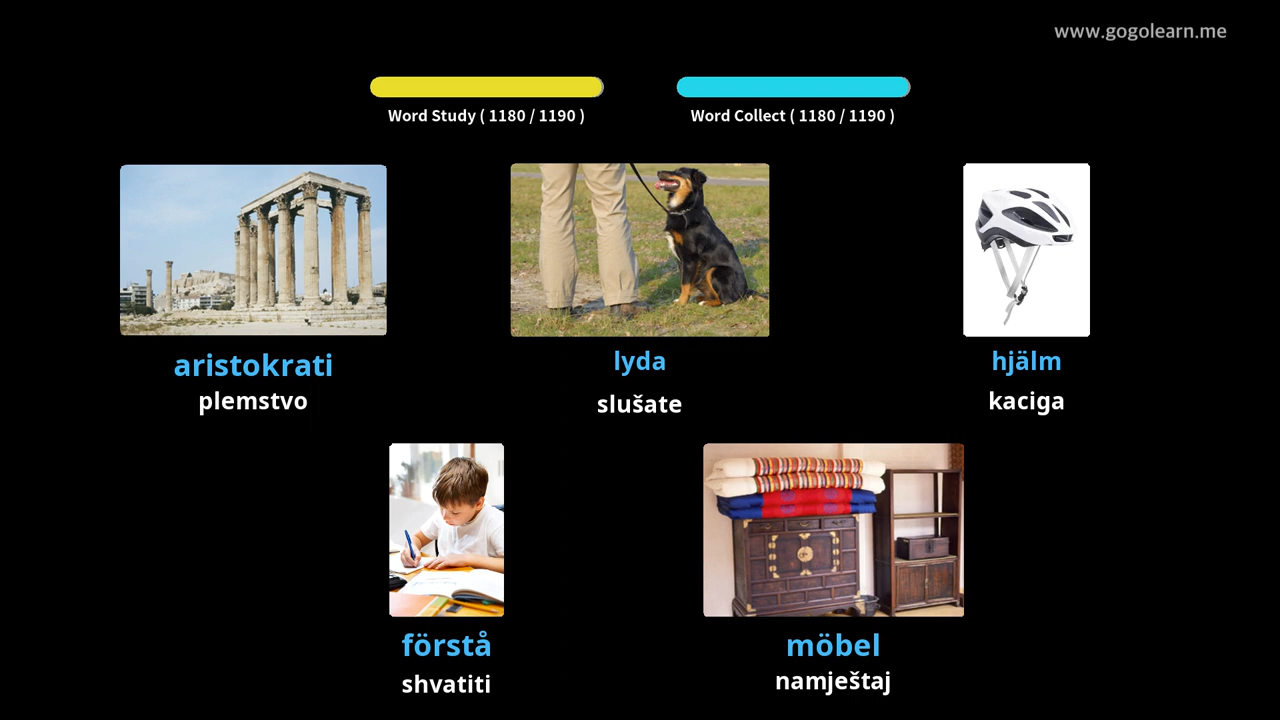 www.gogolearn.me
Word Study ( 1180 / 1190 )
Word Collect ( 1180 / 1190 )
aristokrati
plemstvo
lyda
slušate
hjälm
kaciga
förstå
shvatiti
möbel
namještaj